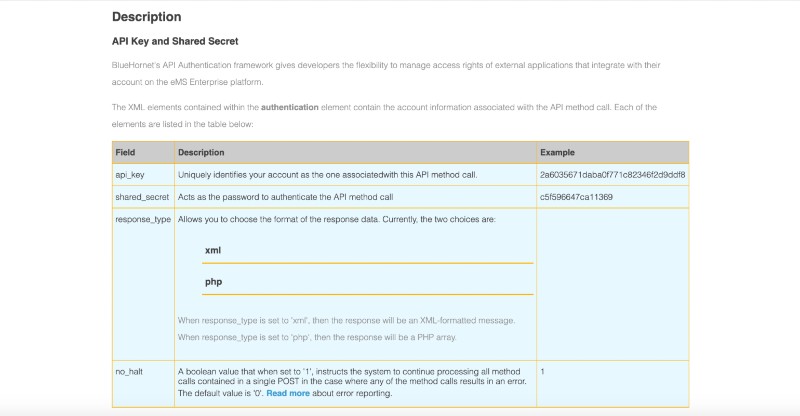 Description
API Key and Shared Secret
BlueHornet's API Authentication framework gives developers the flexibility to manage access rights of external applications that integrate with their
account on the eMS Enterprise platform.
The XML elements contained within the authentication element contain the account information associated with the API method call. Each of the
elements are listed in the table below:
Field Description Example
api_key Uniquely identifies your account as the one associatedwith this API method call. 2a6035671daba0f771c82346f2d9ddf8
shared_secret Acts as the password to authenticate the API method call c5f596647ca11369
response_type Allows you to choose the format of the response data. Currently, the two choices are:
xml
php
When response_type is set to 'xml', then the response will be an XML-formatted message.
When response_type is set to 'php', then the response will be a PHP array.
no_halt A boolean value that when set to '1', instructs the system to continue processing all method 1
calls contained in a single POST in the case where any of the method calls results in an error.
The default value is '0'. Read more about error reporting.